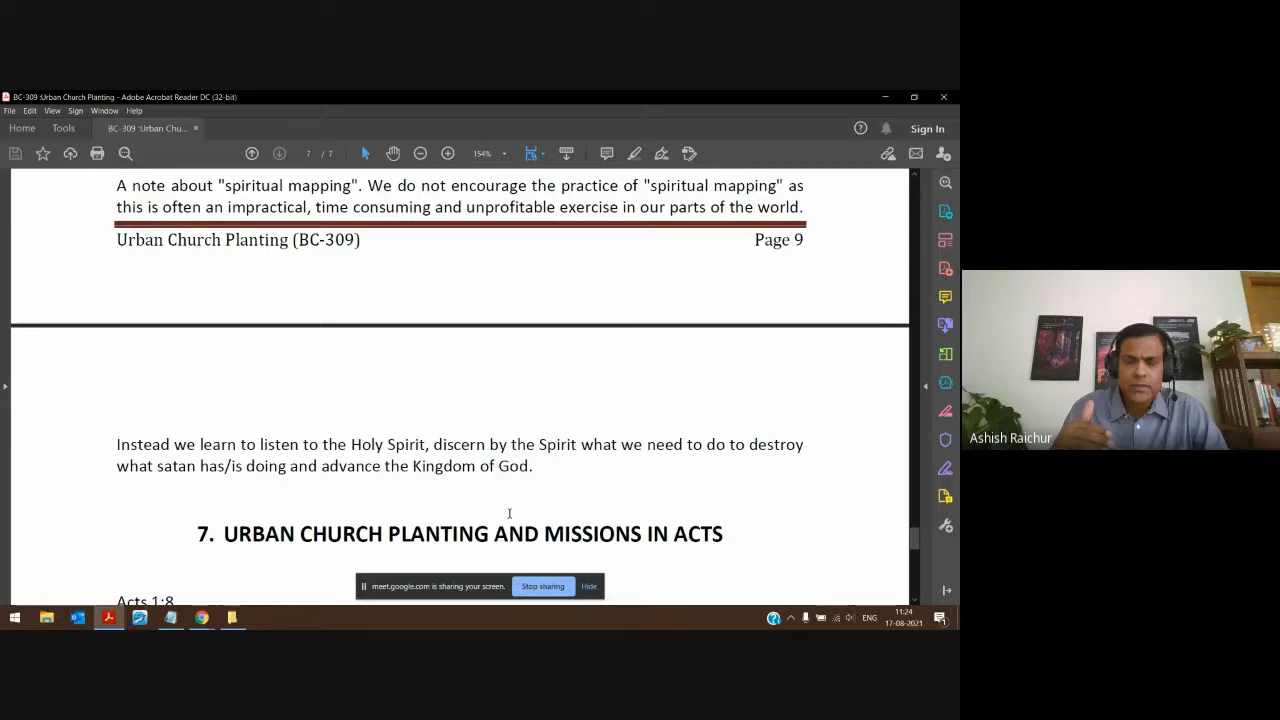 BC-309 :Urban Church Planting - Adobe Acrobat Reader DC (32-bit)
File Edit View Sign Window Help
Home Tools BC-309 :Urban Chu... × Sign In
7 / 7 154%
A note about "spiritual mapping". We do not encourage the practice of "spiritual mapping" as
this is often an impractical, time consuming and unprofitable exercise in our parts of the world.
Urban Church Planting (BC-309) Page 9
Instead we learn to listen to the Holy Spirit, discern by the Spirit what we need to do to destroy
what satan has/is doing and advance the Kingdom of God.
7. URBAN CHURCH PLANTING AND MISSIONS IN ACTS
Acts 1:8
meet.google.com is sharing your screen. Stop sharing Hide
ENG 11:24
17-08-2021
Ashish Raichur